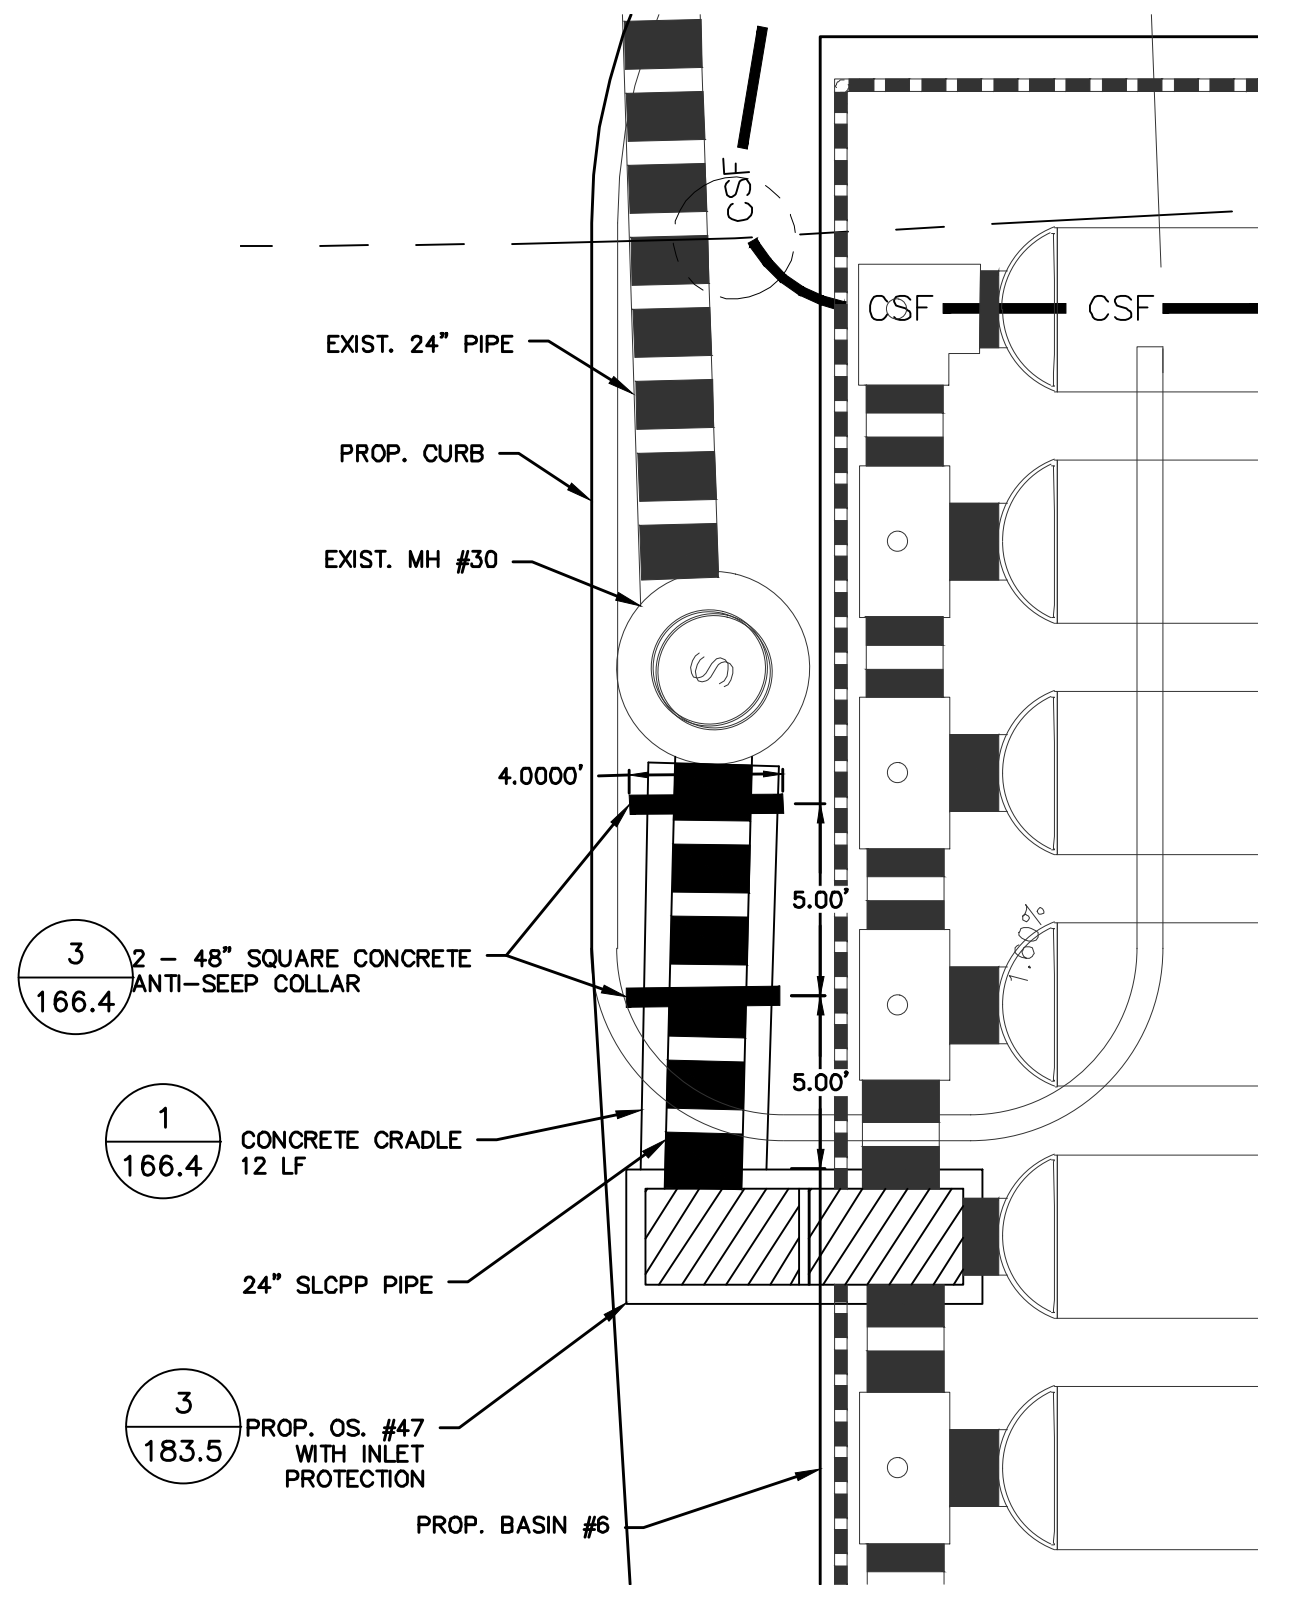 CSF
CSF
CSF
EXIST. 24" PIPE
PROP. CURB
EXIST. MH #30
S
4.0000'
5.00'
3
166.4
2 - 48" SQUARE CONCRETE
ANTI-SEEP COLLAR
1.60%
5.00'
1
166.4
CONCRETE CRADLE
12 LF
24" SLCPP PIPE
3
183.5
PROP. OS. #47
WITH INLET
PROTECTION
PROP. BASIN #6